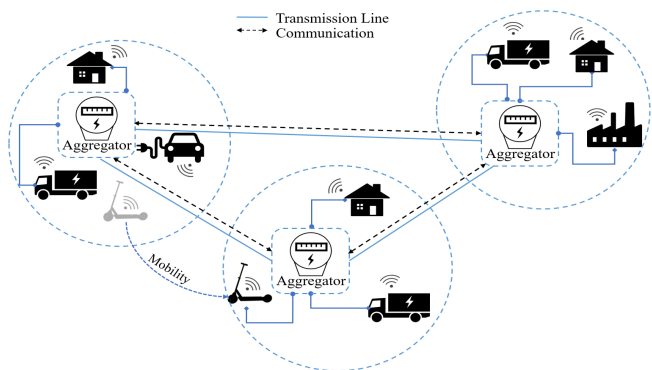 Transmission Line
Communication
Aggregator
Aggregator
Mobility
Aggregator